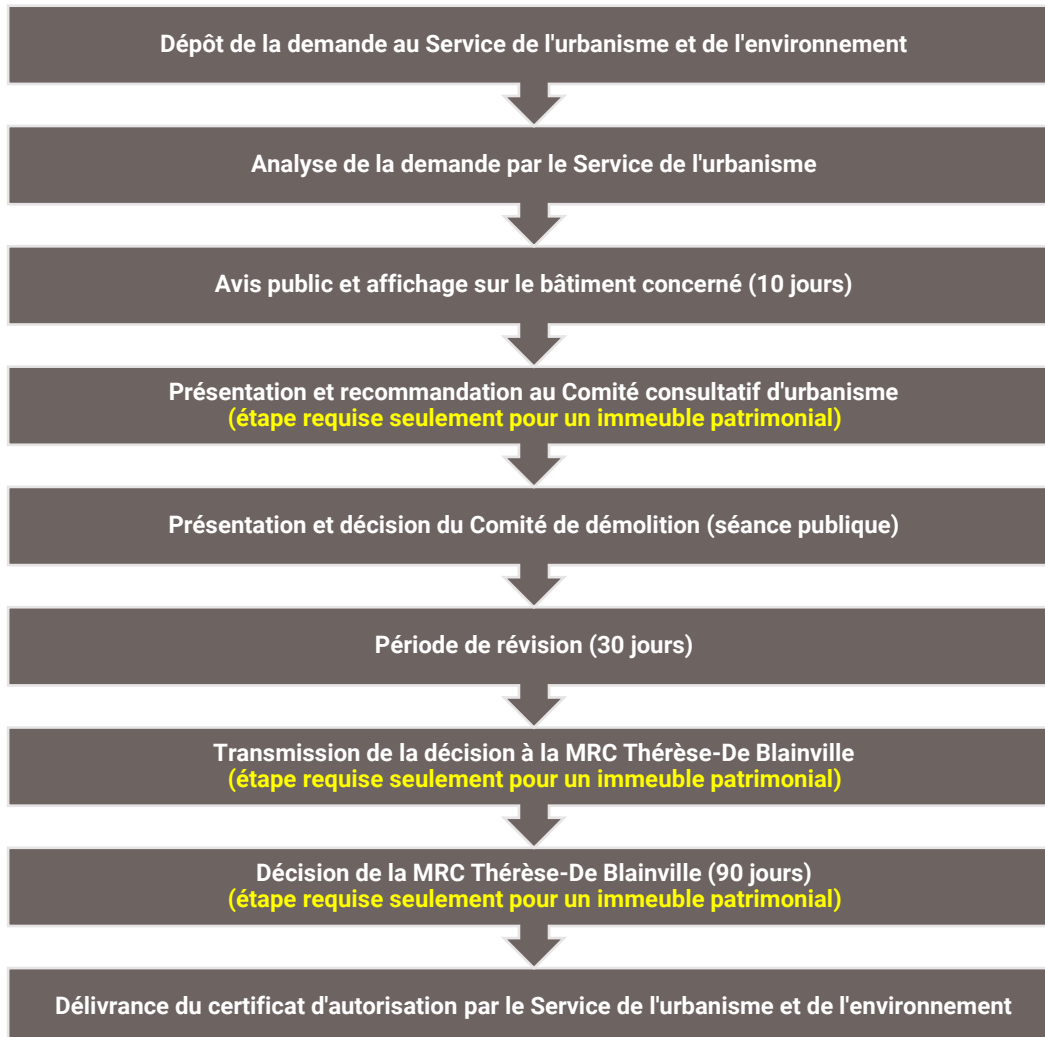 Dépôt de la demande au Service de l'urbanisme et de l'environnement
Analyse de la demande par le Service de l'urbanisme
Avis public et affichage sur le bâtiment concerné (10 jours)
Présentation et recommandation au Comité consultatif d'urbanisme
(étape requise seulement pour un immeuble patrimonial)
Présentation et décision du Comité de démolition (séance publique)
Période de révision (30 jours)
Transmission de la décision à la MRC Thérèse-De Blainville
(étape requise seulement pour un immeuble patrimonial)
Décision de la MRC Thérèse-De Blainville (90 jours)
(étape requise seulement pour un immeuble patrimonial)
Délivrance du certificat d'autorisation par le Service de l'urbanisme et de l'environnement